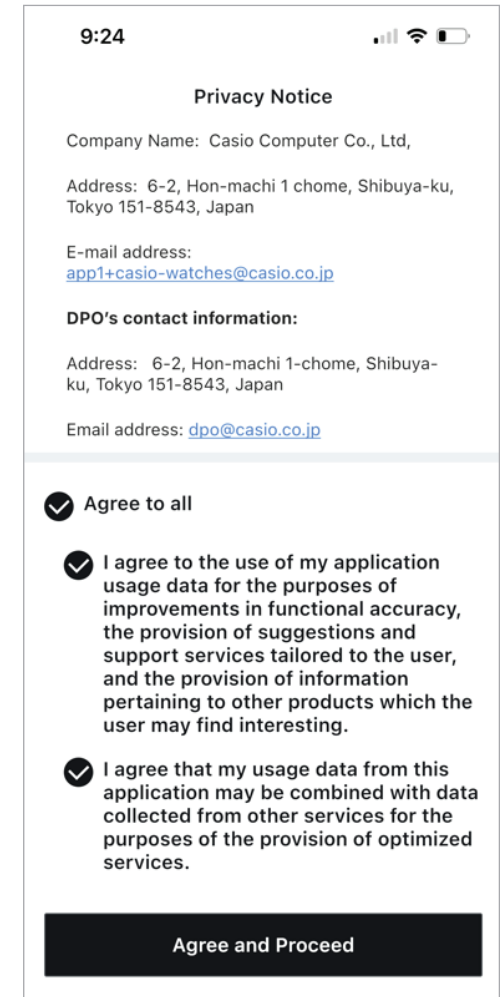 9:24
Privacy Notice
Company Name: Casio Computer Co., Ltd,
Address: 6-2, Hon-machi 1 chome, Shibuya-ku,
Tokyo 151-8543, Japan
E-mail address:
app1+casio-watches@casio.co.jp
DPO's contact information:
Address: 6-2, Hon-machi 1-chome, Shibuya-
ku, Tokyo 151-8543, Japan
Email address: dpo@casio.co.jp
Agree to all
I agree to the use of my application
usage data for the purposes of
improvements in functional accuracy,
the provision of suggestions and
support services tailored to the user,
and the provision of information
pertaining to other products which the
user may find interesting.
I agree that my usage data from this
application may be combined with data
collected from other services for the
purposes of the provision of optimized
services.
Agree and Proceed